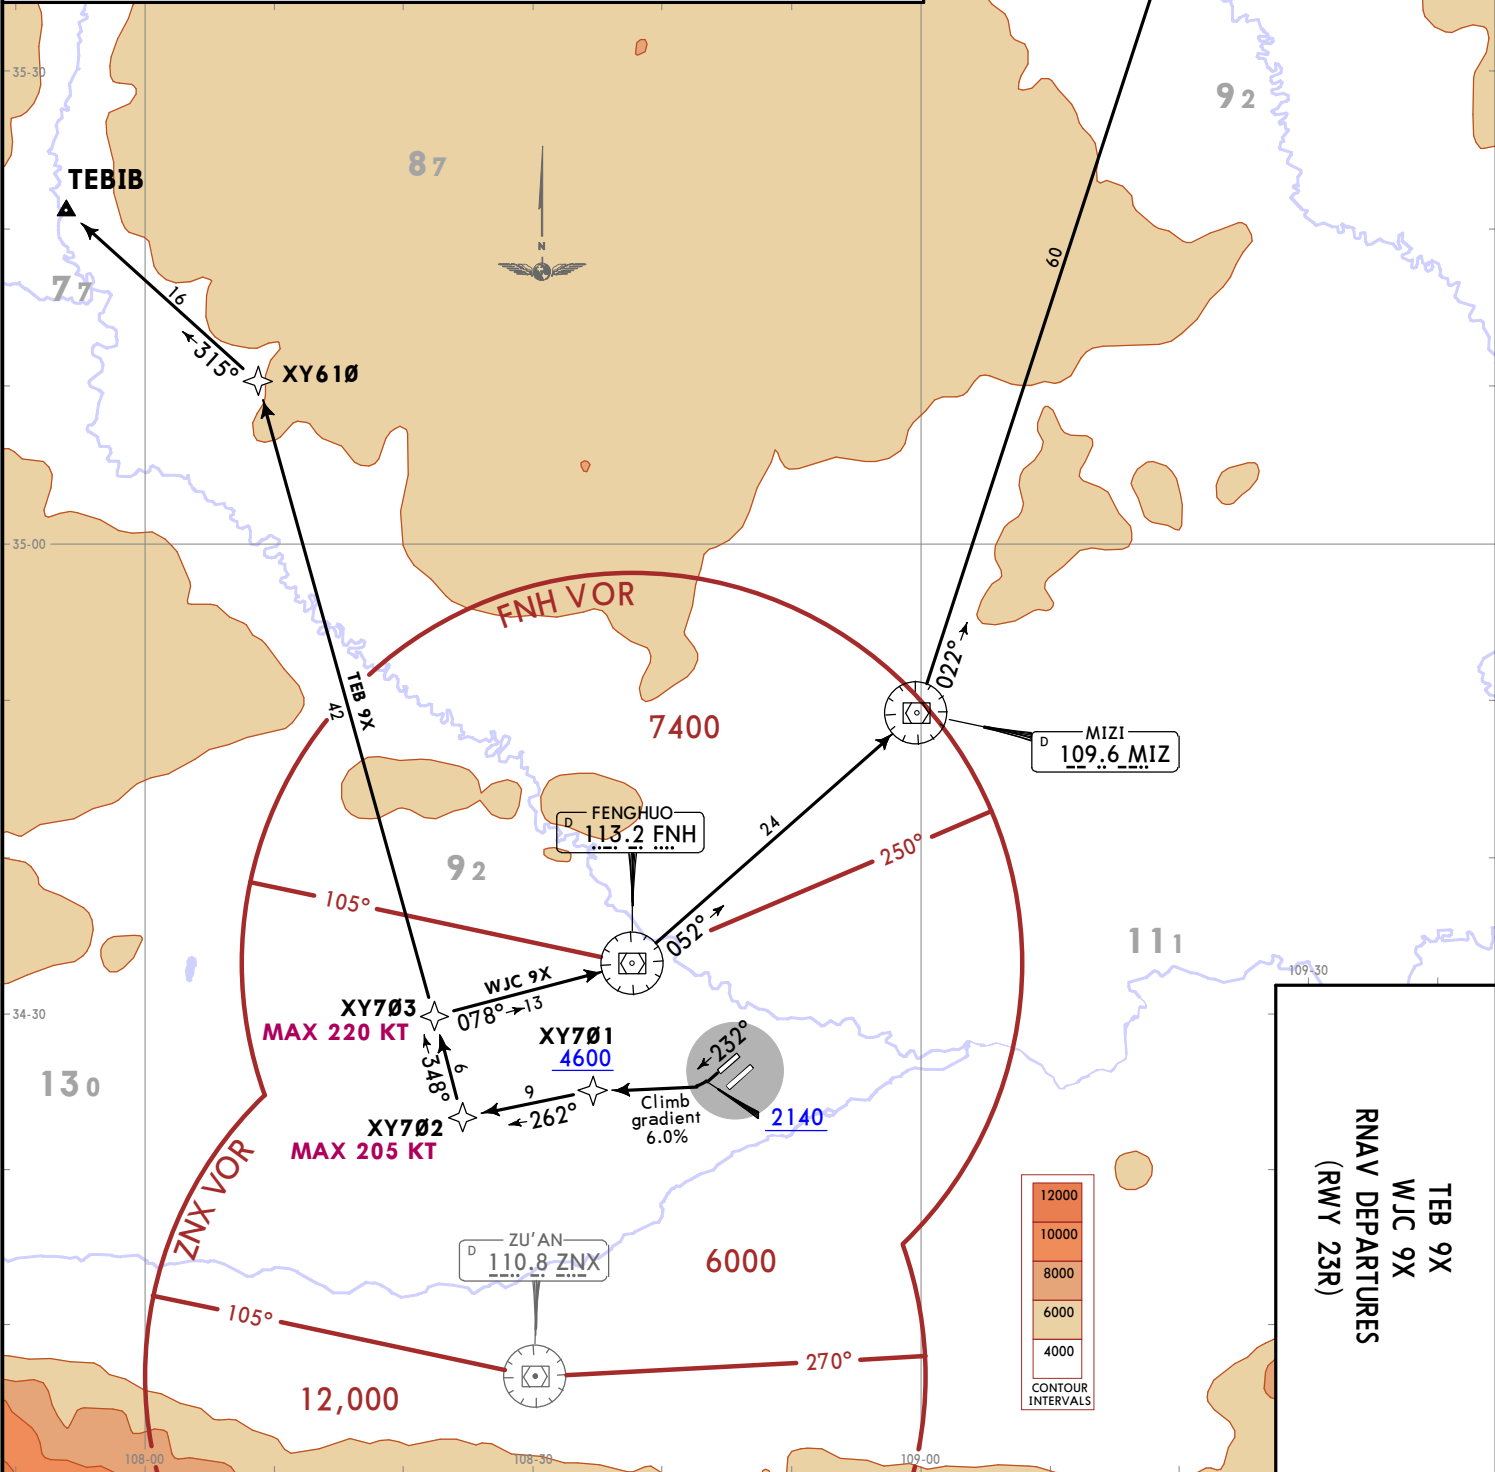 35-30
92
87
TEBIB
N
77
60
16
←315°
XY61Ø
35-00
FNH VOR
022°→
TEB 9X
42
7400
MIZI
D 109.6 MIZ
24
FENGHUO
D 113.2 FNH
250°
92
105°
052°→
111
109-30
WJC 9X
078°→13
XY7Ø3
MAX 220 KT
34-30
XY7Ø1
4600
←232°
←348°
6
9
←262°
Climb
gradient
6.0%
2140
130
XY7Ø2
MAX 205 KT
ZNX VOR
ZU'AN
D 110.8 ZNX
6000
105°
270°
12,000
12000
10000
8000
6000
4000
CONTOUR
INTERVALS
TEB 9X
WJC 9X
RNAV DEPARTURES
(RWY 23R)
108-00
108-30
109-00